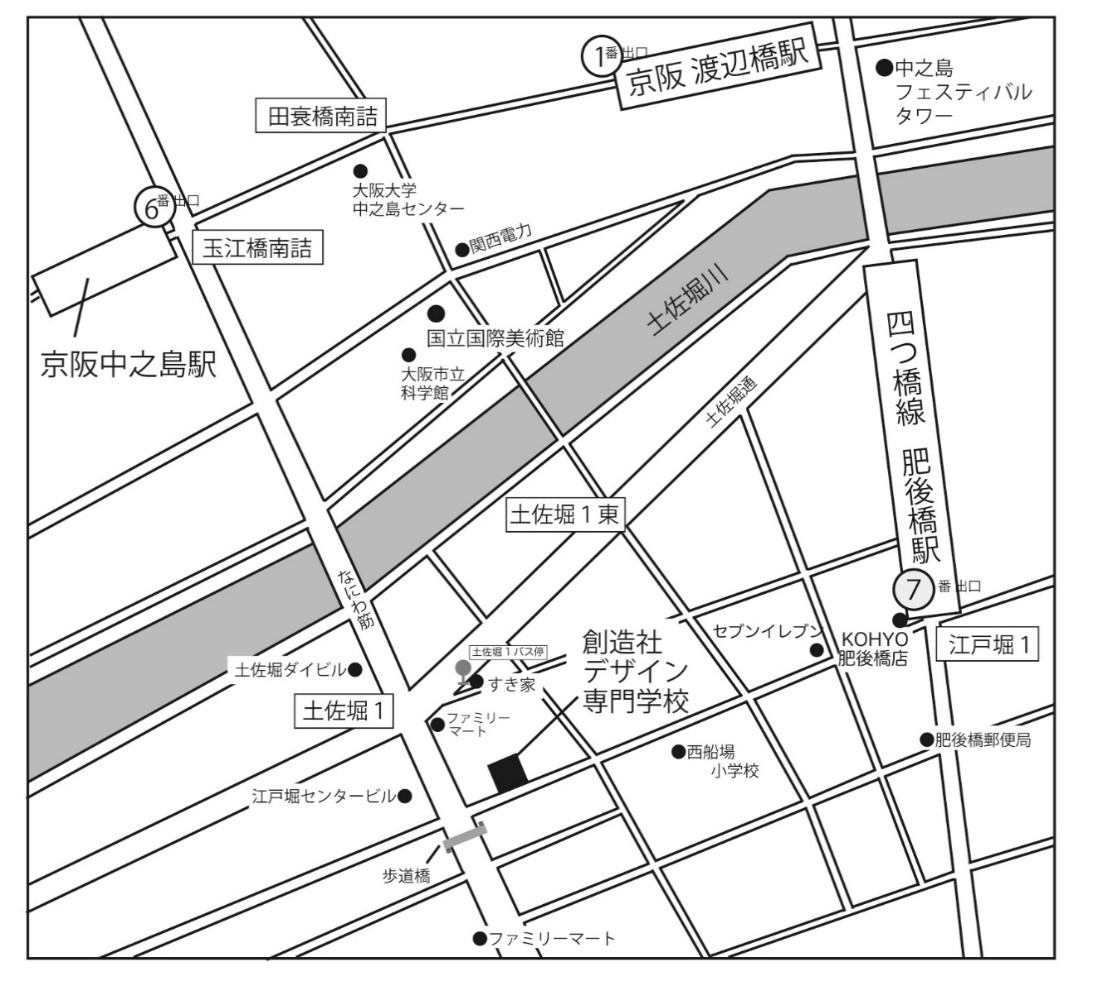 1番出口
京阪 渡辺橋駅
中之島
フェスティバル
タワー
田衰橋南詰
大阪大学
中之島センター
6番出口
玉江橋南詰
関西電力
京阪中之島駅
国立国際美術館
大阪市立
科学館
土佐堀川
四つ橋線 肥後橋駅
土佐堀通
土佐堀1東
なにわ筋
7番出口
セブンイレブン
KOHYO
肥後橋店
江戸堀1
創造社
デザイン
専門学校
土佐堀1バス停
すき家
土佐堀ダイビル
土佐堀1
ファミリー
マート
西船場
小学校
肥後橋郵便局
江戸堀センタービル
歩道橋
ファミリーマート